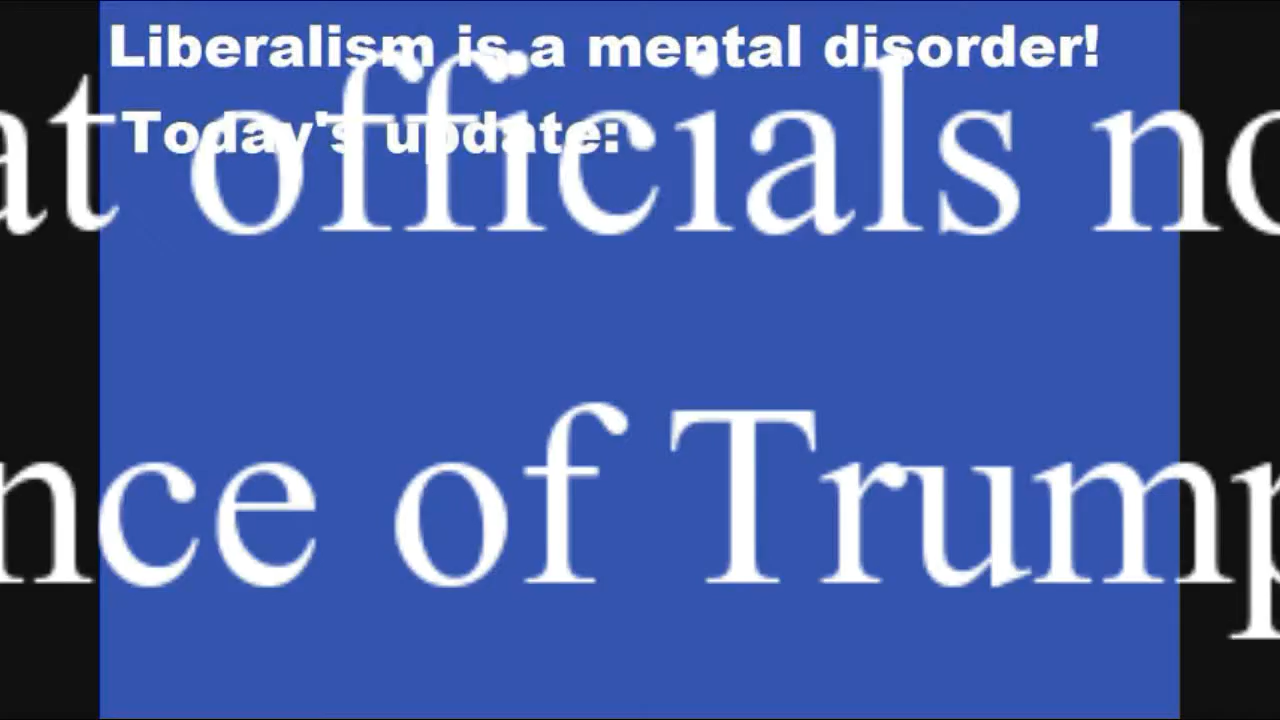 Liberalism is a mental disorder!
Today's update:
at officials no
nce of Trump